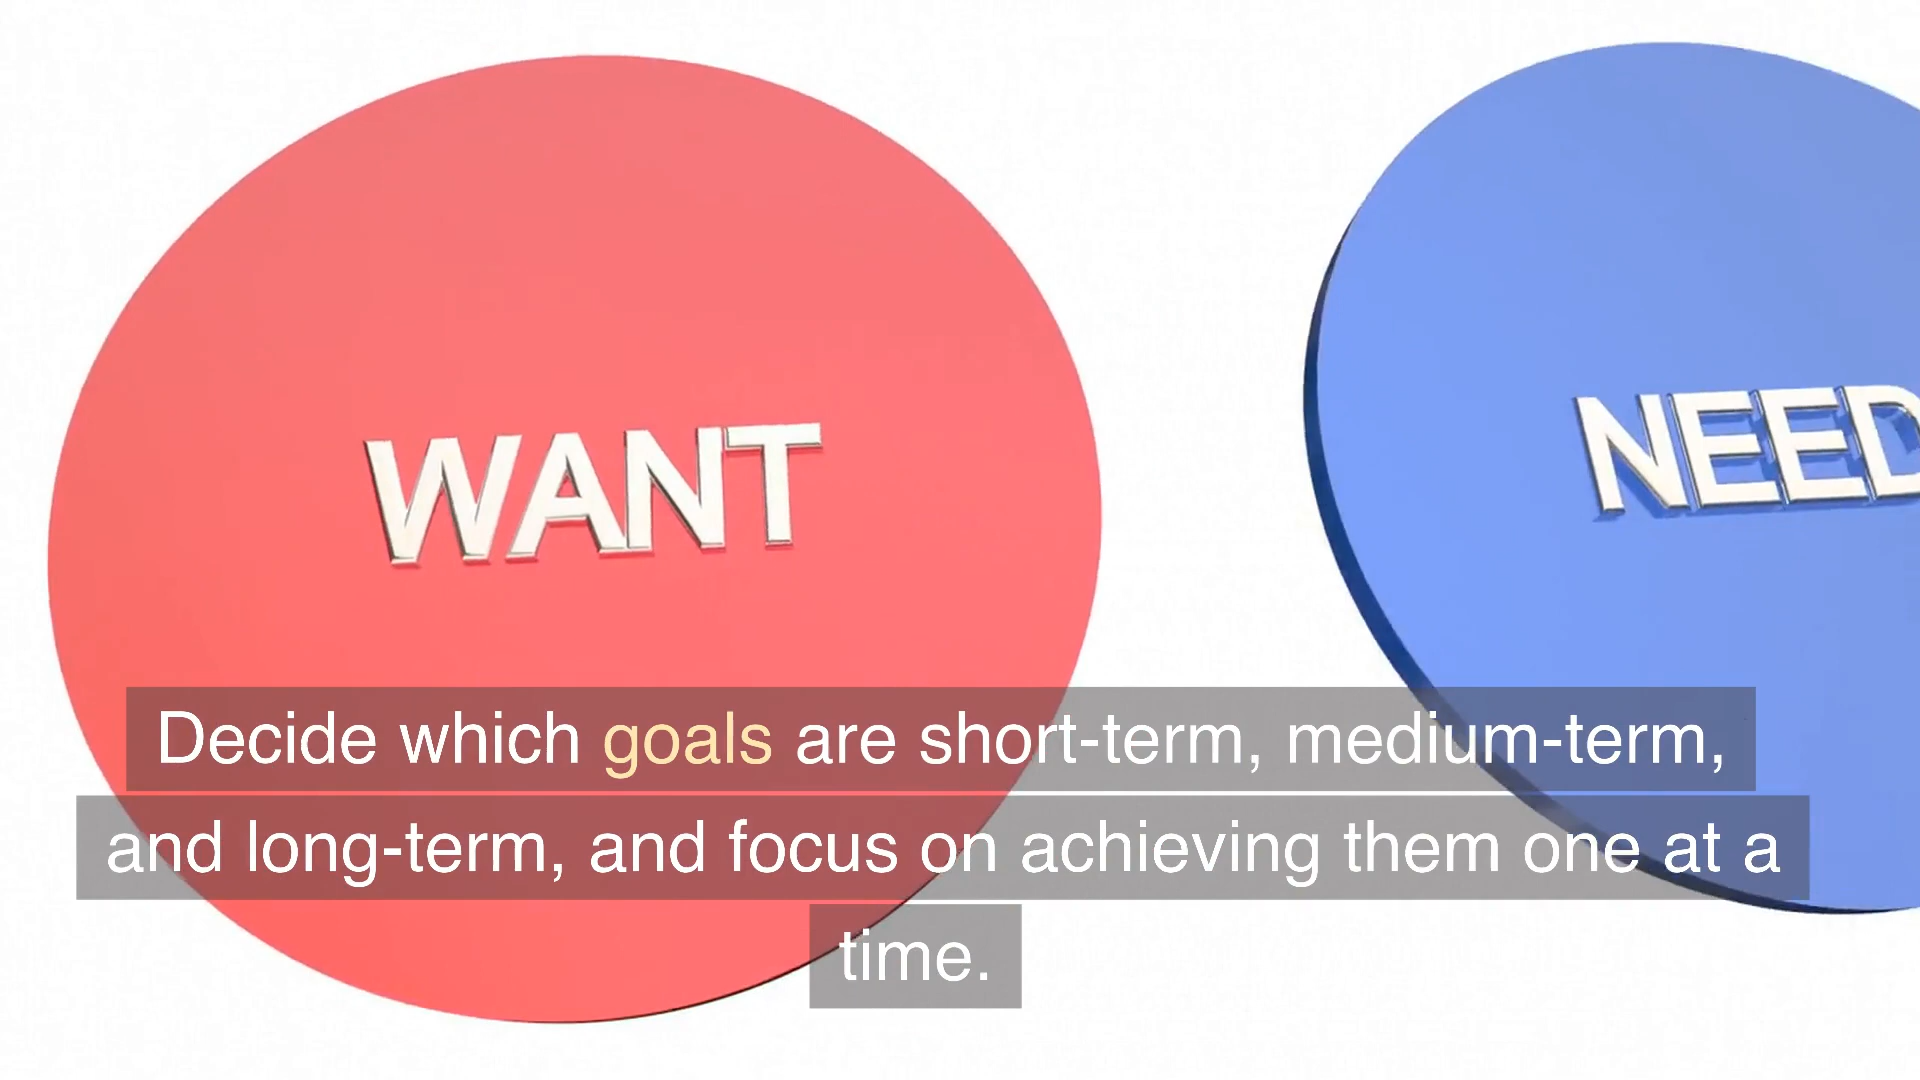 WANT
NEED
Decide which goals are short-term, medium-term,
and long-term, and focus on achieving them one at a
time.